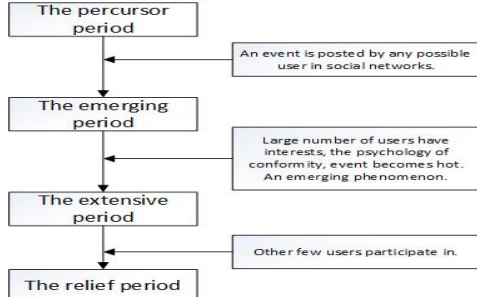 The percursor
period
An event is posted by any possible
user in social networks.
The emerging
period
Large number of users have
interests, the psychology of
conformity, event becomes hot.
An emerging phenomenon.
The extensive
period
Other few users participate in.
The relief period